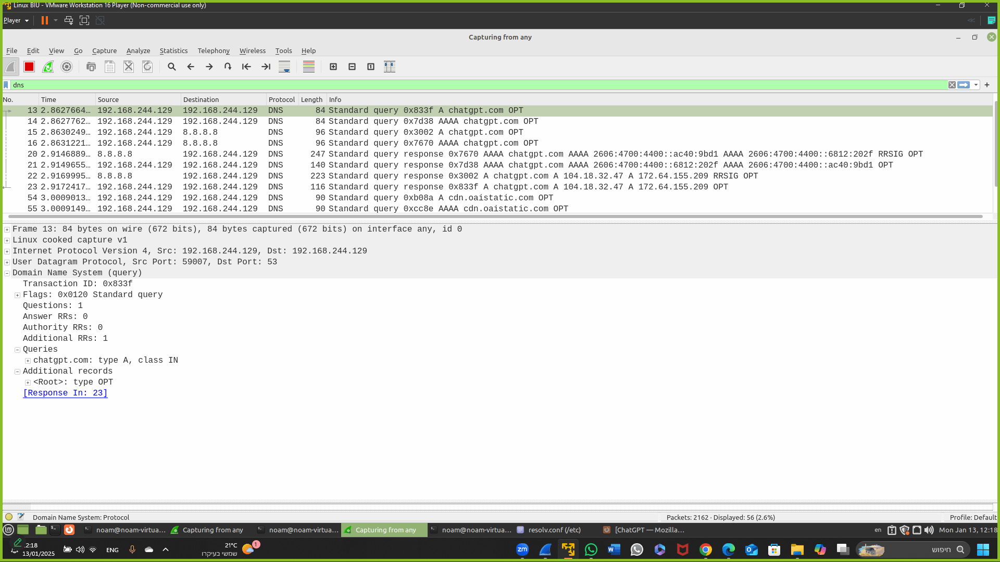 Linux BIU - VMware Workstation 16 Player (Non-commercial use only)
Player
Capturing from any
File Edit View Go Capture Analyze Statistics Telephony Wireless Tools Help
dns
No. Time Source Destination Protocol Length Info
13 2.8627664… 192.168.244.129 192.168.244.129 DNS 84 Standard query 0x833f A chatgpt.com OPT
14 2.8627762… 192.168.244.129 192.168.244.129 DNS 84 Standard query 0x7d38 AAAA chatgpt.com OPT
15 2.8630249… 192.168.244.129 8.8.8.8 DNS 96 Standard query 0x3002 A chatgpt.com OPT
16 2.8631221… 192.168.244.129 8.8.8.8 DNS 96 Standard query 0x7670 AAAA chatgpt.com OPT
20 2.9146889… 8.8.8.8 192.168.244.129 DNS 247 Standard query response 0x7670 AAAA chatgpt.com AAAA 2606:4700:4400::ac40:9bd1 AAAA 2606:4700:4400::6812:202f RRSIG OPT
21 2.9149655… 192.168.244.129 192.168.244.129 DNS 140 Standard query response 0x7d38 AAAA chatgpt.com AAAA 2606:4700:4400::6812:202f AAAA 2606:4700:4400::ac40:9bd1 OPT
22 2.9169995… 8.8.8.8 192.168.244.129 DNS 223 Standard query response 0x3002 A chatgpt.com A 104.18.32.47 A 172.64.155.209 RRSIG OPT
23 2.9172417… 192.168.244.129 192.168.244.129 DNS 116 Standard query response 0x833f A chatgpt.com A 104.18.32.47 A 172.64.155.209 OPT
54 3.0009013… 192.168.244.129 192.168.244.129 DNS 90 Standard query 0xb08a A cdn.oaistatic.com OPT
55 3.0009149… 192.168.244.129 192.168.244.129 DNS 90 Standard query 0xcc8e AAAA cdn.oaistatic.com OPT
Frame 13: 84 bytes on wire (672 bits), 84 bytes captured (672 bits) on interface any, id 0
Linux cooked capture v1
Internet Protocol Version 4, Src: 192.168.244.129, Dst: 192.168.244.129
User Datagram Protocol, Src Port: 59007, Dst Port: 53
Domain Name System (query)
Transaction ID: 0x833f
Flags: 0x0120 Standard query
Questions: 1
Answer RRs: 0
Authority RRs: 0
Additional RRs: 1
Queries
chatgpt.com: type A, class IN
Additional records
<Root>: type OPT
[Response In: 23]
Domain Name System: Protocol Packets: 2162 · Displayed: 56 (2.6%) Profile: Default
noam@noam-virtua… Capturing from any noam@noam-virtua… Capturing from any noam@noam-virtua… resolv.conf (/etc) [ChatGPT — Mozilla… en Mon Jan 13, 12:18
12:18
13/01/2025
ENG
21°C
שמשי בעיקרו
1
zm
חיפוש